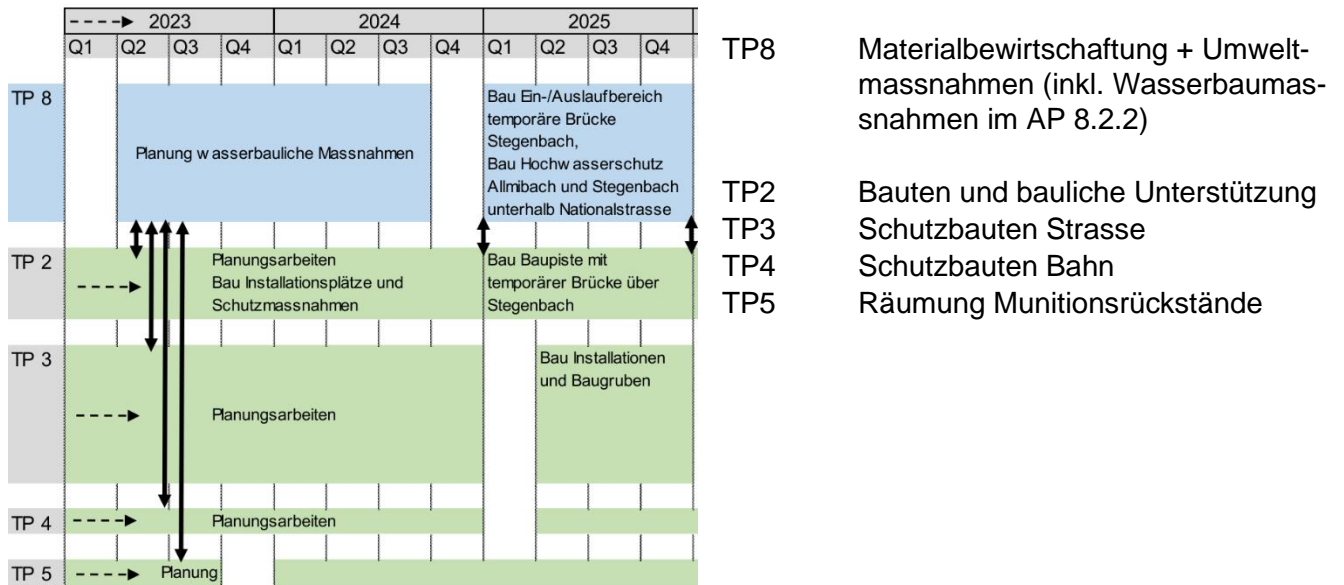 2023 2024 2025
Q1 Q2 Q3 Q4 Q1 Q2 Q3 Q4 Q1 Q2 Q3 Q4
TP 8
Planung wasserbauliche Massnahmen
Bau Ein-/Auslaufbereich
temporäre Brücke
Stegenbach,
Bau Hochwasserschutz
Allmibach und Stegenbach
unterhalb Nationalstrasse
TP 2
Planungsarbeiten
Bau Installationsplätze und
Schutzmassnahmen
Bau Baupiste mit
temporärer Brücke über
Stegenbach
TP 3
Planungsarbeiten
Bau Installationen
und Baugruben
TP 4
Planungsarbeiten
TP 5
Planung
TP8 Materialbewirtschaftung + Umwelt-
massnahmen (inkl. Wasserbaumas-
snahmen im AP 8.2.2)
TP2 Bauten und bauliche Unterstützung
TP3 Schutzbauten Strasse
TP4 Schutzbauten Bahn
TP5 Räumung Munitionsrückstände